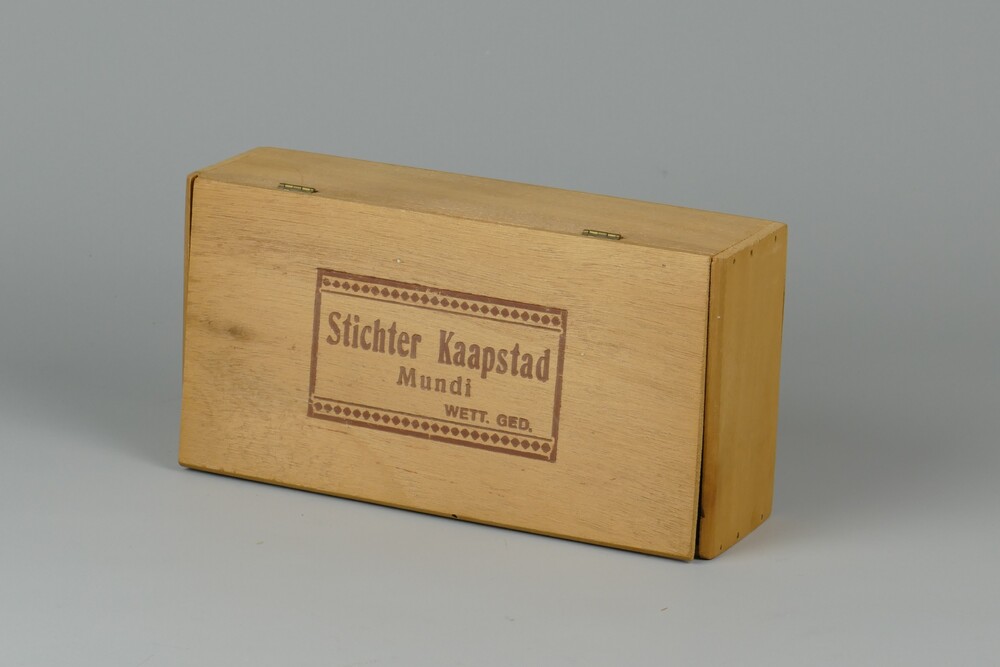 Stichter Kaapstad
Mundi
WETT. GED.